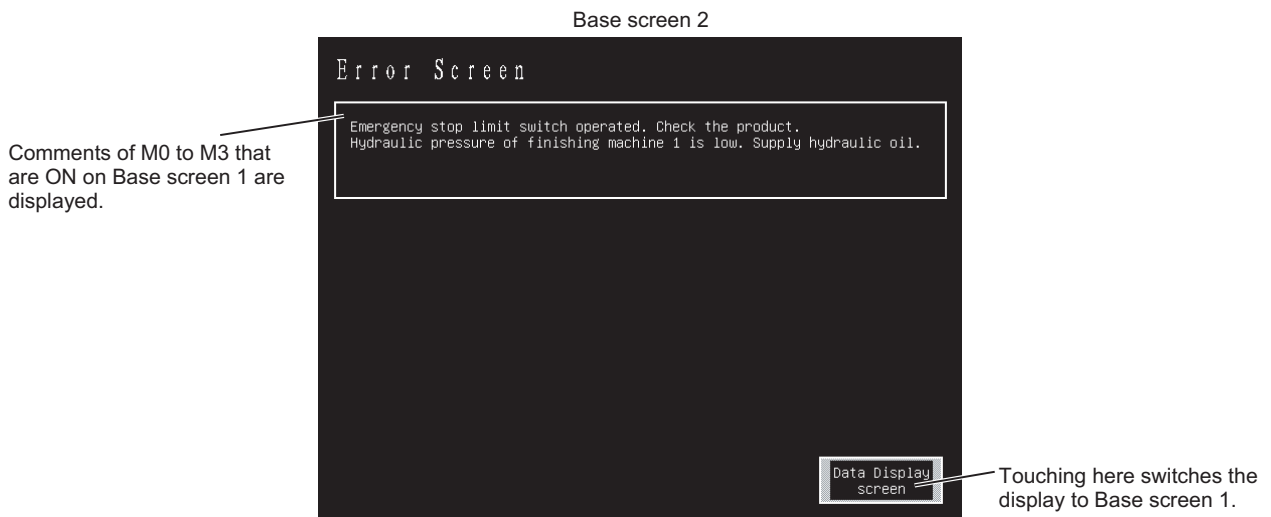 Base screen 2
Error Screen
Emergency stop limit switch operated. Check the product.
Hydraulic pressure of finishing machine 1 is low. Supply hydraulic oil.
Comments of M0 to M3 that
are ON on Base screen 1 are
displayed.
Data Display
screen
Touching here switches the
display to Base screen 1.